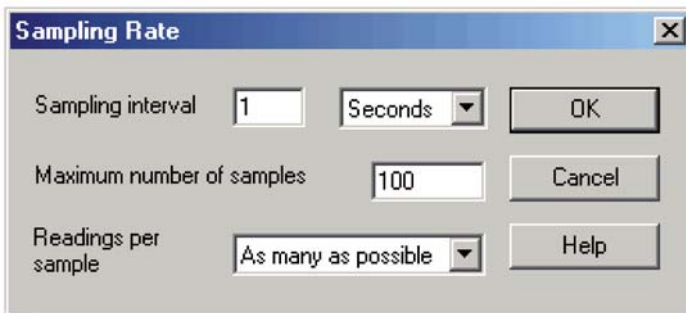 Sampling Rate
Sampling interval 1 Seconds OK
Maximum number of samples 100 Cancel
Readings per
sample As many as possible Help